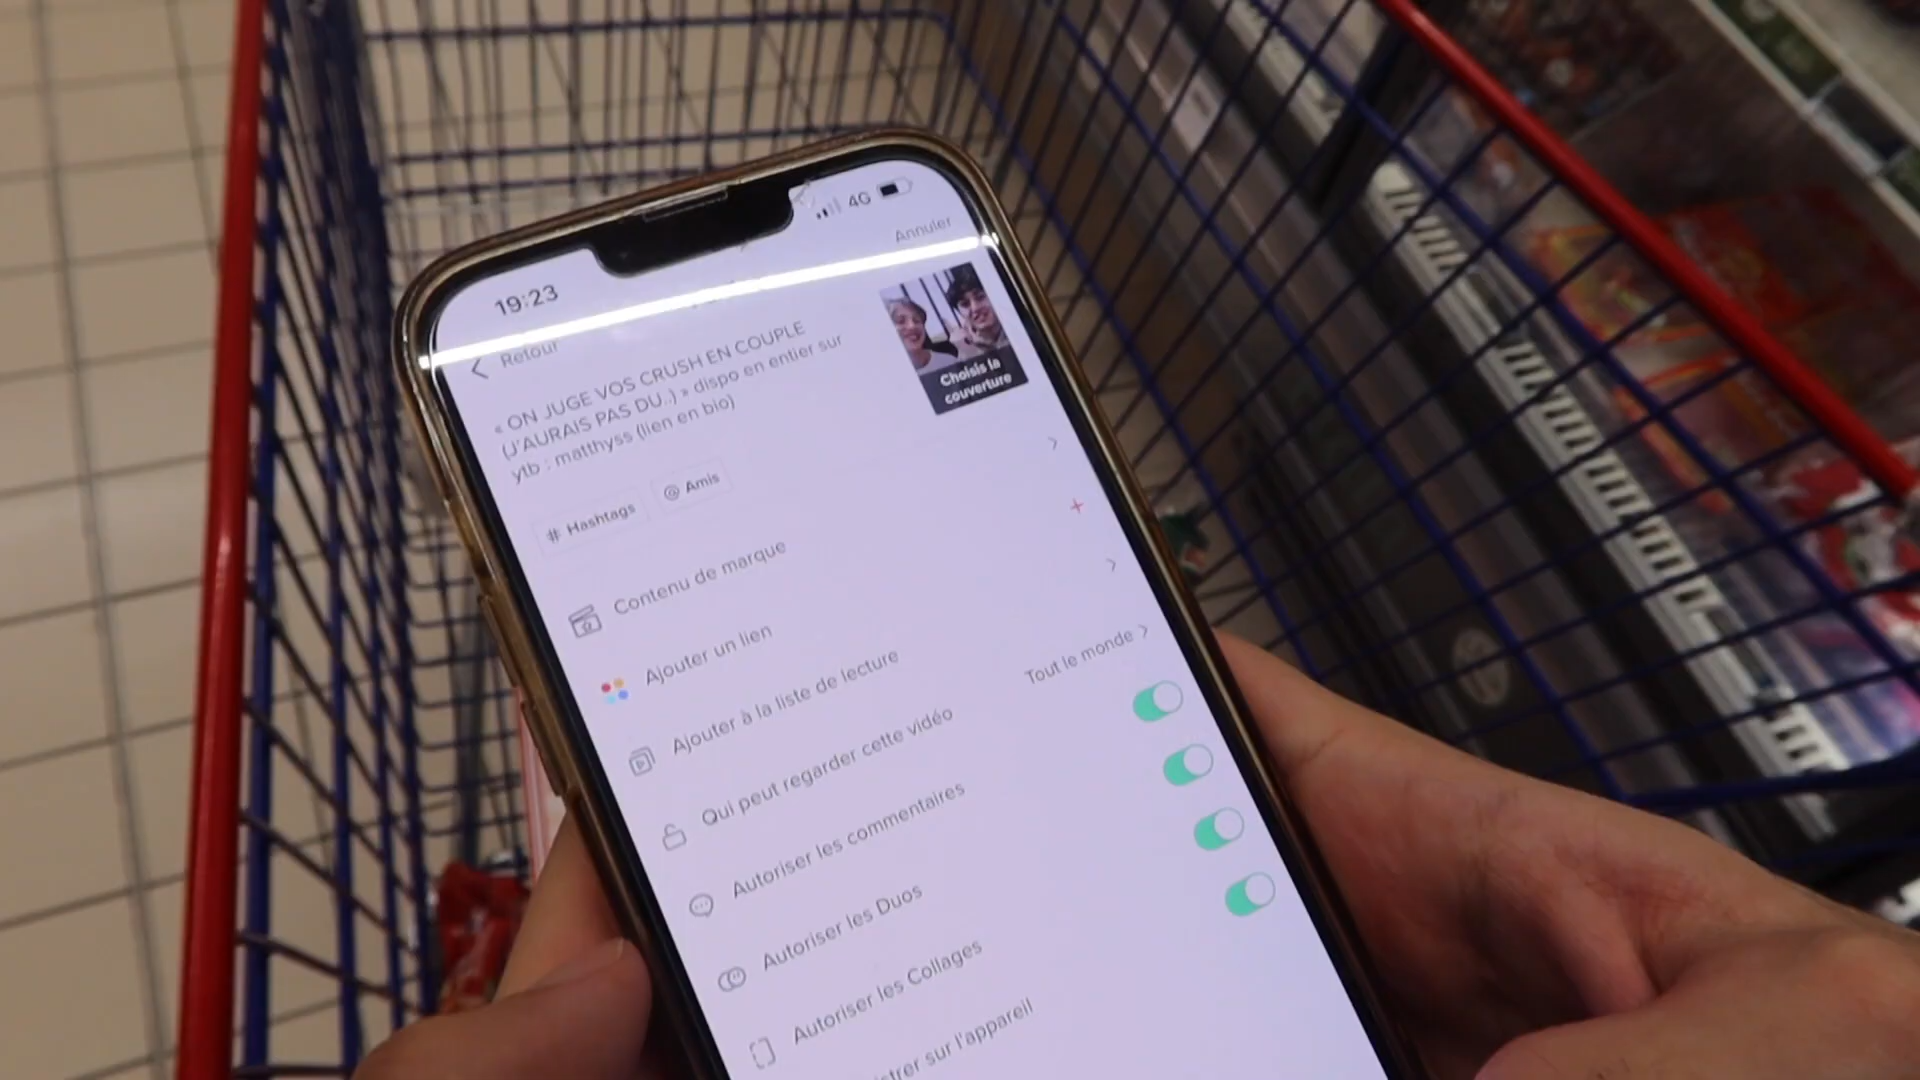 19:23
4G
Annuler
Retour
« ON JUGE VOS CRUSH EN COUPLE
(J'AURAIS PAS DU..) » dispo en entier sur
ytb : matthyss (lien en bio)
Choisis la
couverture
# Hashtags
@ Amis
Contenu de marque
Ajouter un lien
Ajouter à la liste de lecture
Qui peut regarder cette vidéo
Tout le monde
Autoriser les commentaires
Autoriser les Duos
Autoriser les Collages
sur l'appareil